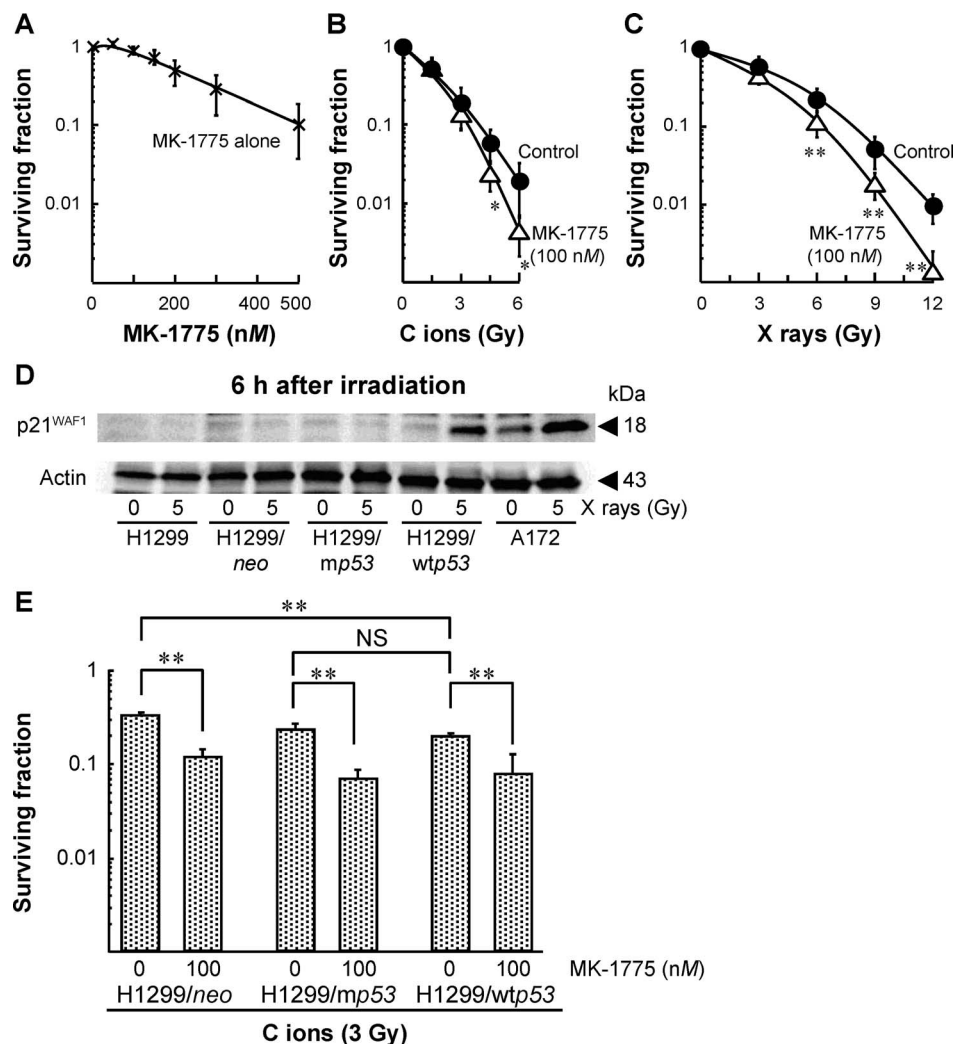 A
Surviving fraction
1
0.1
0.01
MK-1775 alone
0 200 400 500
MK-1775 (nM)
B
Surviving fraction
1
0.1
0.01
Control
*
MK-1775
(100 nM)
*
0 3 6
C ions (Gy)
C
Surviving fraction
1
0.1
0.01
Control
**
**
MK-1775
(100 nM)
**
0 3 6 9 12
X rays (Gy)
D
6 h after irradiation
kDa
p21WAF1
18
Actin
43
0 5 0 5 0 5 0 5 0 5 X rays (Gy)
H1299 H1299/ H1299/ H1299/ A172
neo mp53 wtp53
E
**
NS
** ** **
Surviving fraction
1
0.1
0.01
0 100 0 100 0 100 MK-1775 (nM)
H1299/neo H1299/mp53 H1299/wtp53
C ions (3 Gy)